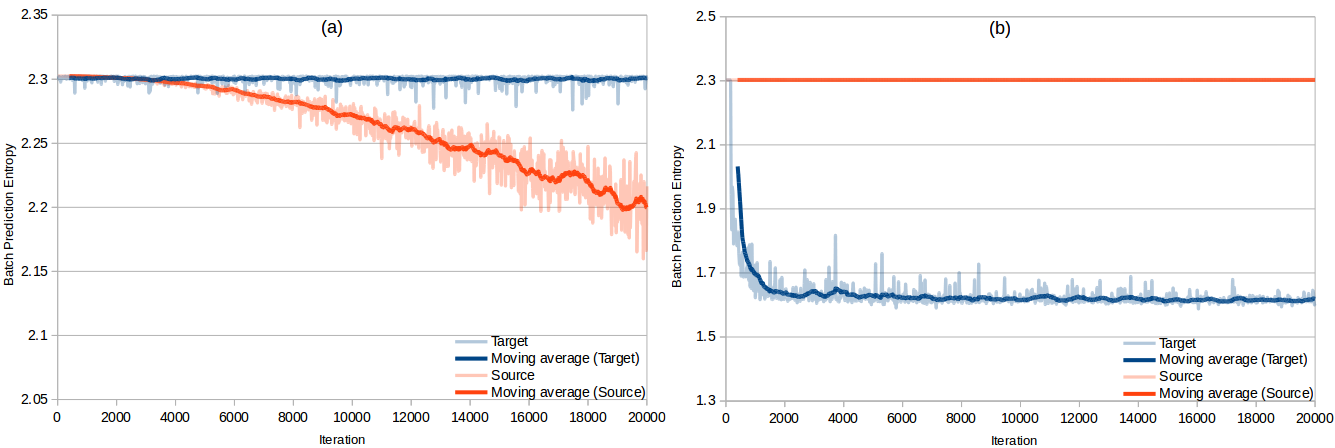 (a)
2.35
2.3
2.25
2.2
2.15
2.1
2.05
Batch Prediction Entropy
0 2000 4000 6000 8000 10000 12000 14000 16000 18000 20000
Iteration
Target
Moving average (Target)
Source
Moving average (Source)
(b)
2.5
2.3
2.1
1.9
1.7
1.5
1.3
Batch Prediction Entropy
0 2000 4000 6000 8000 10000 12000 14000 16000 18000 20000
Iteration
Target
Moving average (Target)
Source
Moving average (Source)